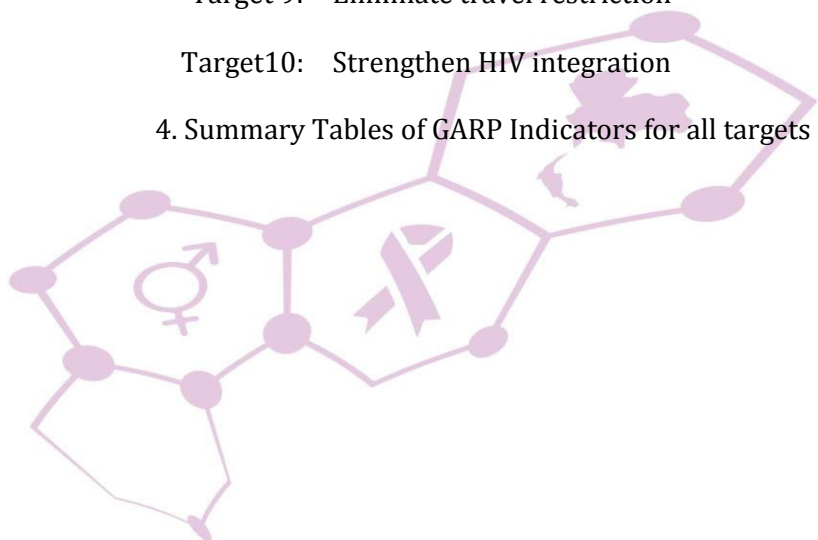 Target 9: Eliminate travel restriction
Target10: Strengthen HIV integration
4. Summary Tables of GARP Indicators for all targets